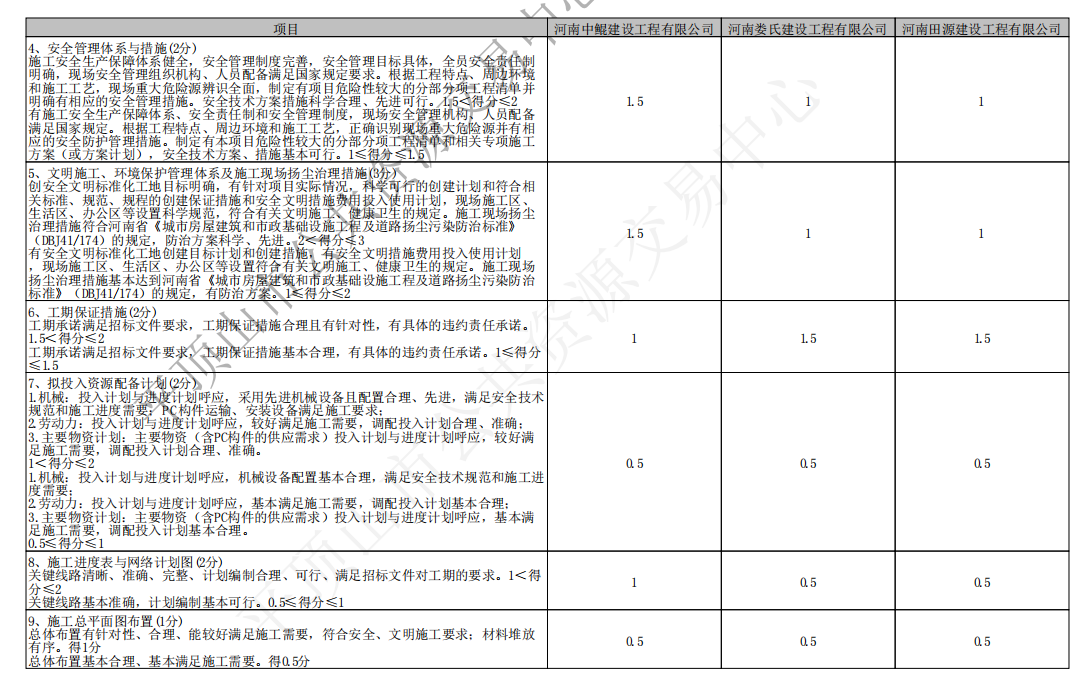 项目 河南中鲲建设工程有限公司 河南娄氏建设工程有限公司 河南田源建设工程有限公司
4、安全管理体系与措施(2分)
施工安全生产保障体系健全，安全管理制度完善，安全管理目标具体，全员安全责任制
明确，现场安全管理组织机构、人员配备满足国家规定要求。根据工程特点、周边环境
和施工工艺，现场重大危险源辨识全面，制定有项目危险性较大的分部分项工程清单并
明确有相应的安全管理措施。安全技术方案措施科学合理、先进可行。1.5＜得分≤2
有施工安全生产保障体系、安全责任制和安全管理制度，现场安全管理机构，人员配备
满足国家规定。根据工程特点、周边环境和施工工艺，正确识别现场重大危险源并有相
应的安全防护管理措施。制定有本项目危险性较大的分部分项工程清单和相关专项施工
方案（或方案计划），安全技术方案、措施基本可行。1≤得分≤1.5
1.5 1 1
5、文明施工、环境保护管理体系及施工现场扬尘治理措施(3分)
创安全文明标准化工地目标明确，有针对项目实际情况，科学可行的创建计划和符合相
关标准、规范、规程的创建保证措施和安全文明措施费用投入使用计划，现场施工区、
生活区、办公区等设置科学规范，符合有关文明施工、健康卫生的规定。施工现场扬尘
治理措施符合河南省《城市房屋建筑和市政基础设施工程及道路扬尘污染防治标准》
（DBJ41/174）的规定，防治方案科学、先进。2＜得分≤3
有安全文明标准化工地创建目标计划和创建措施，有安全文明措施费用投入使用计划
，现场施工区、生活区、办公区等设置符合有关文明施工、健康卫生的规定。施工现场
扬尘治理措施基本达到河南省《城市房屋建筑和市政基础设施工程及道路扬尘污染防治
标准》（DBJ41/174）的规定，有防治方案。1≤得分≤2
1.5 1 1
6、工期保证措施(2分)
工期承诺满足招标文件要求，工期保证措施合理且有针对性，有具体的违约责任承诺。
1.5＜得分≤2
工期承诺满足招标文件要求，工期保证措施基本合理，有具体的违约责任承诺。1≤得分
≤1.5
1 1.5 1.5
7、拟投入资源配备计划(2分)
1.机械：投入计划与进度计划呼应，采用先进机械设备且配置合理、先进，满足安全技术
规范和施工进度需要；PC构件运输、安装设备满足施工要求；
2.劳动力：投入计划与进度计划呼应，较好满足施工需要，调配投入计划合理、准确；
3.主要物资计划：主要物资（含PC构件的供应需求）投入计划与进度计划呼应，较好满
足施工需要，调配投入计划合理、准确。
1＜得分≤2
1.机械：投入计划与进度计划呼应，机械设备配置基本合理，满足安全技术规范和施工进
度需要；
2.劳动力：投入计划与进度计划呼应，基本满足施工需要，调配投入计划基本合理；
3.主要物资计划：主要物资（含PC构件的供应需求）投入计划与进度计划呼应，基本满
足施工需要，调配投入计划基本合理。
0.5≤得分≤1
0.5 0.5 0.5
8、施工进度表与网络计划图(2分)
关键线路清晰、准确、完整、计划编制合理、可行、满足招标文件对工期的要求。1＜得
分≤2
关键线路基本准确，计划编制基本可行。0.5≤得分≤1
1 0.5 0.5
9、施工总平面图布置(1分)
总体布置有针对性、合理、能较好满足施工需要，符合安全、文明施工要求；材料堆放
有序。得1分
总体布置基本合理、基本满足施工需要。得0.5分
0.5 0.5 0.5
平顶山市公共资源交易中心
平顶山市公共资源交易中心